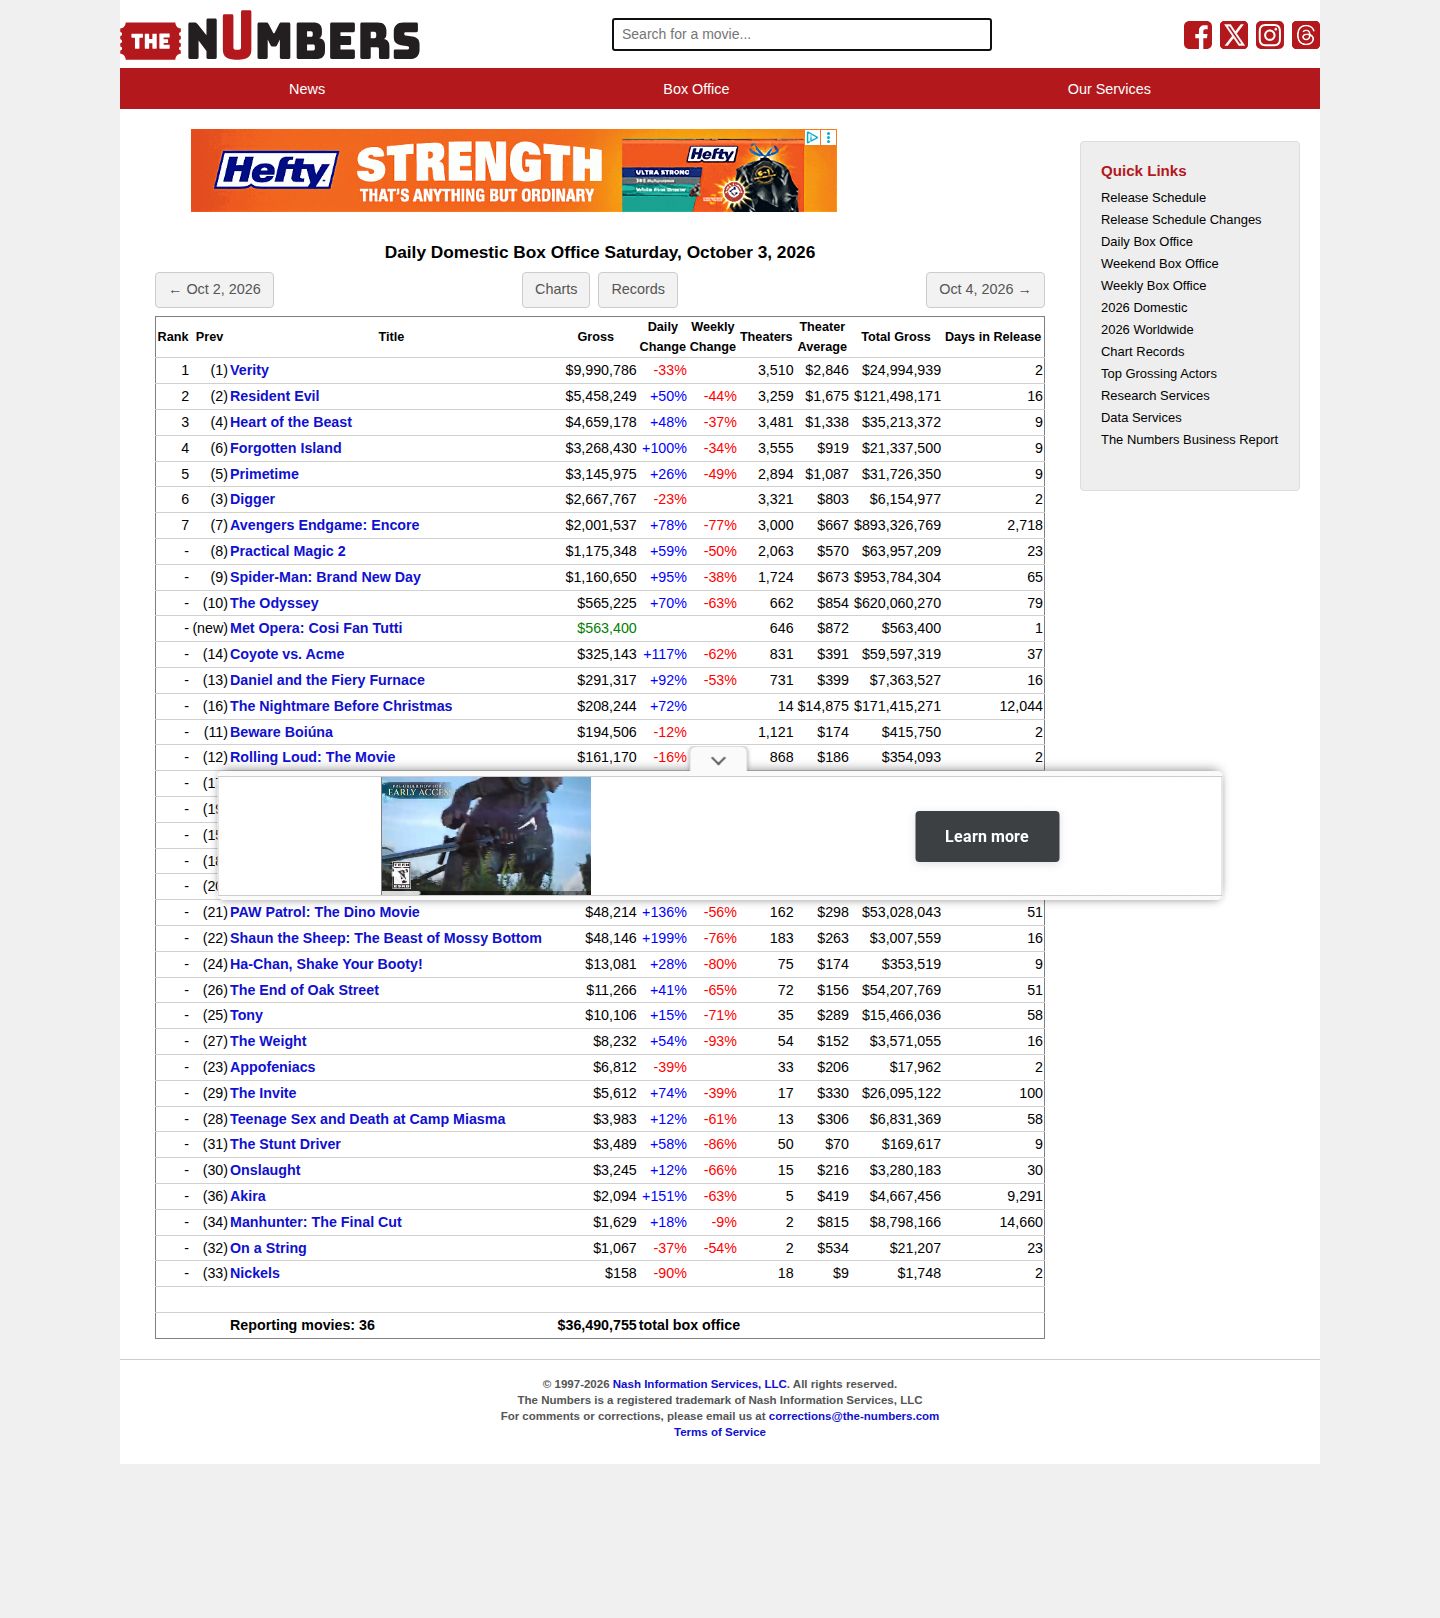 THE NUMBERS
Search for a movie...
News Box Office Our Services
Hefty STRENGTH THAT'S ANYTHING BUT ORDINARY Hefty ULTRA STRONG
Quick Links
Release Schedule
Release Schedule Changes
Daily Box Office
Weekend Box Office
Weekly Box Office
2026 Domestic
2026 Worldwide
Chart Records
Top Grossing Actors
Research Services
Data Services
The Numbers Business Report
Daily Domestic Box Office Saturday, October 3, 2026
← Oct 2, 2026 Charts Records Oct 4, 2026 →
Rank Prev Title Gross Daily Change Weekly Change Theaters Theater Average Total Gross Days in Release
1 (1) Verity $9,990,786 -33% 3,510 $2,846 $24,994,939 2
2 (2) Resident Evil $5,458,249 +50% -44% 3,259 $1,675 $121,498,171 16
3 (4) Heart of the Beast $4,659,178 +48% -37% 3,481 $1,338 $35,213,372 9
4 (6) Forgotten Island $3,268,430 +100% -34% 3,555 $919 $21,337,500 9
5 (5) Primetime $3,145,975 +26% -49% 2,894 $1,087 $31,726,350 9
6 (3) Digger $2,667,767 -23% 3,321 $803 $6,154,977 2
7 (7) Avengers Endgame: Encore $2,001,537 +78% -77% 3,000 $667 $893,326,769 2,718
- (8) Practical Magic 2 $1,175,348 +59% -50% 2,063 $570 $63,957,209 23
- (9) Spider-Man: Brand New Day $1,160,650 +95% -38% 1,724 $673 $953,784,304 65
- (10) The Odyssey $565,225 +70% -63% 662 $854 $620,060,270 79
- (new) Met Opera: Cosi Fan Tutti $563,400 646 $872 $563,400 1
- (14) Coyote vs. Acme $325,143 +117% -62% 831 $391 $59,597,319 37
- (13) Daniel and the Fiery Furnace $291,317 +92% -53% 731 $399 $7,363,527 16
- (16) The Nightmare Before Christmas $208,244 +72% 14 $14,875 $171,415,271 12,044
- (11) Beware Boiúna $194,506 -12% 1,121 $174 $415,750 2
- (12) Rolling Loud: The Movie $161,170 -16% 868 $186 $354,093 2
- (17
- (19
- (15
- (18
- (20
EARLY ACCESS
Learn more
- (21) PAW Patrol: The Dino Movie $48,214 +136% -56% 162 $298 $53,028,043 51
- (22) Shaun the Sheep: The Beast of Mossy Bottom $48,146 +199% -76% 183 $263 $3,007,559 16
- (24) Ha-Chan, Shake Your Booty! $13,081 +28% -80% 75 $174 $353,519 9
- (26) The End of Oak Street $11,266 +41% -65% 72 $156 $54,207,769 51
- (25) Tony $10,106 +15% -71% 35 $289 $15,466,036 58
- (27) The Weight $8,232 +54% -93% 54 $152 $3,571,055 16
- (23) Appofeniacs $6,812 -39% 33 $206 $17,962 2
- (29) The Invite $5,612 +74% -39% 17 $330 $26,095,122 100
- (28) Teenage Sex and Death at Camp Miasma $3,983 +12% -61% 13 $306 $6,831,369 58
- (31) The Stunt Driver $3,489 +58% -86% 50 $70 $169,617 9
- (30) Onslaught $3,245 +12% -66% 15 $216 $3,280,183 30
- (36) Akira $2,094 +151% -63% 5 $419 $4,667,456 9,291
- (34) Manhunter: The Final Cut $1,629 +18% -9% 2 $815 $8,798,166 14,660
- (32) On a String $1,067 -37% -54% 2 $534 $21,207 23
- (33) Nickels $158 -90% 18 $9 $1,748 2
Reporting movies: 36 $36,490,755 total box office
© 1997-2026 Nash Information Services, LLC. All rights reserved.
The Numbers is a registered trademark of Nash Information Services, LLC
For comments or corrections, please email us at corrections@the-numbers.com
Terms of Service